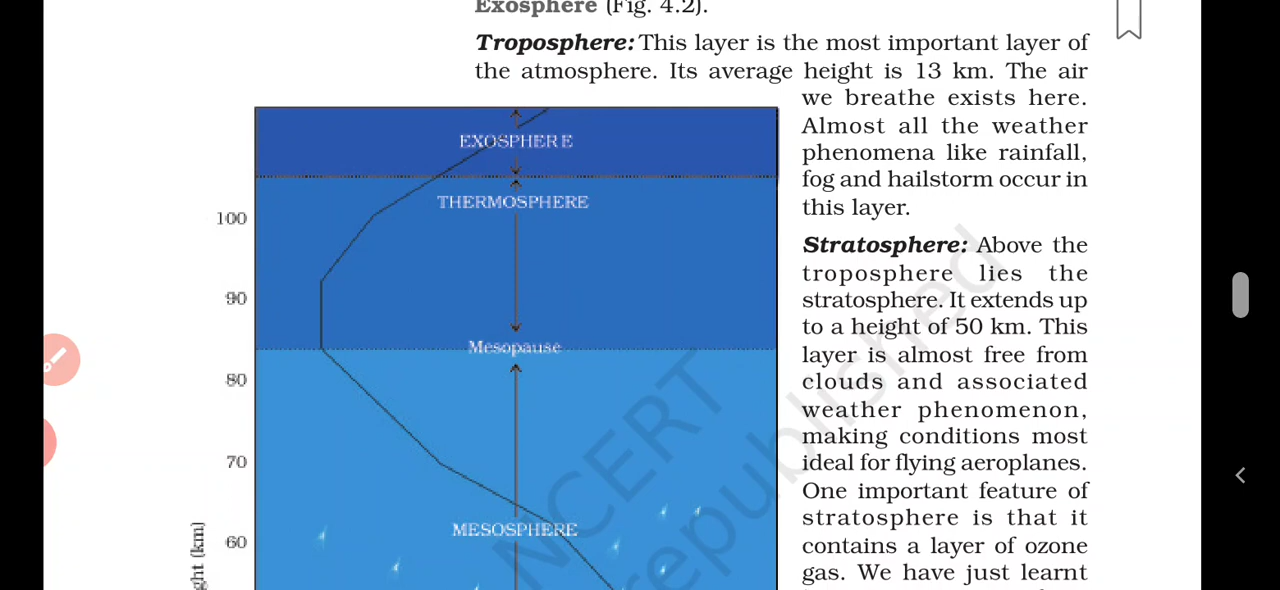 Exosphere (Fig. 4.2).
Troposphere: This layer is the most important layer of
the atmosphere. Its average height is 13 km. The air
we breathe exists here.
Almost all the weather
phenomena like rainfall,
fog and hailstorm occur in
this layer.
Stratosphere: Above the
troposphere lies the
stratosphere. It extends up
to a height of 50 km. This
layer is almost free from
clouds and associated
weather phenomenon,
making conditions most
ideal for flying aeroplanes.
One important feature of
stratosphere is that it
contains a layer of ozone
gas. We have just learnt
EXOSPHERE
THERMOSPHERE
100
90
Mesopause
80
70
MESOSPHERE
60
ght (km)
NCERT
republished